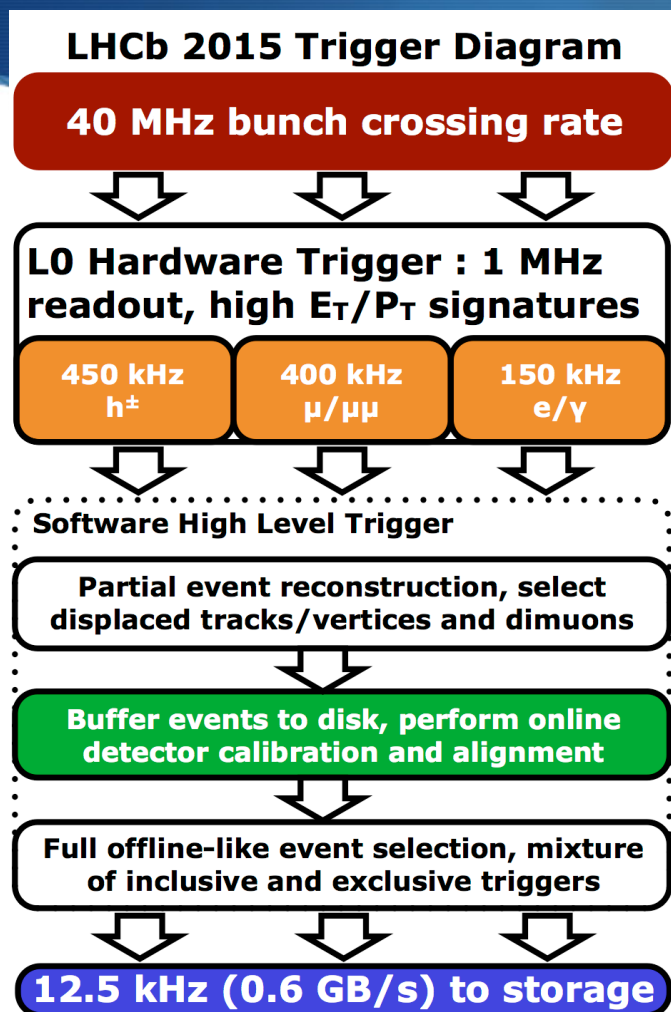 LHCb 2015 Trigger Diagram
40 MHz bunch crossing rate
L0 Hardware Trigger : 1 MHz
readout, high E_T/P_T signatures
450 kHz
h±
400 kHz
μ/μμ
150 kHz
e/γ
Software High Level Trigger
Partial event reconstruction, select
displaced tracks/vertices and dimuons
Buffer events to disk, perform online
detector calibration and alignment
Full offline-like event selection, mixture
of inclusive and exclusive triggers
12.5 kHz (0.6 GB/s) to storage